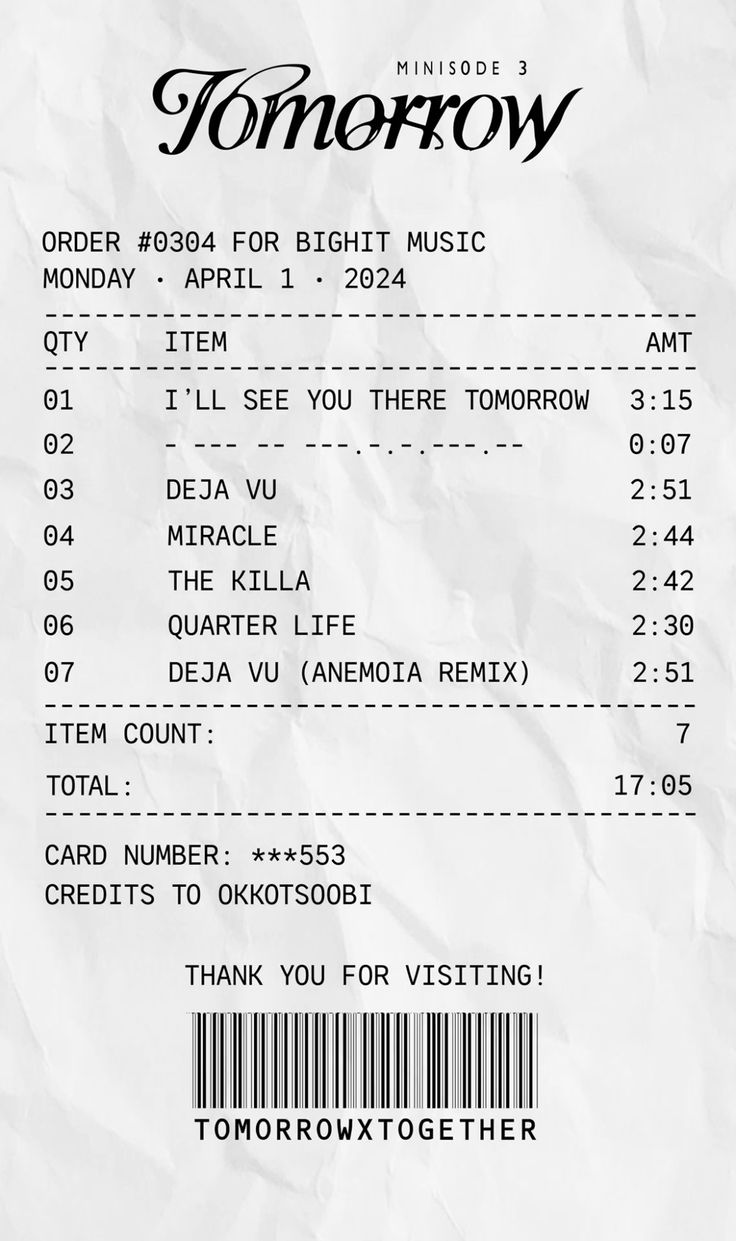 MINISODE 3
Tomorrow
ORDER #0304 FOR BIGHIT MUSIC
MONDAY · APRIL 1 · 2024
QTY ITEM AMT
01 I'LL SEE YOU THERE TOMORROW 3:15
02 - --- -- ---.-.-.---.-- 0:07
03 DEJA VU 2:51
04 MIRACLE 2:44
05 THE KILLA 2:42
06 QUARTER LIFE 2:30
07 DEJA VU (ANEMOIA REMIX) 2:51
ITEM COUNT: 7
TOTAL: 17:05
CARD NUMBER: ***553
CREDITS TO OKKOTSOOBI
THANK YOU FOR VISITING!
TOMORROWXTOGETHER